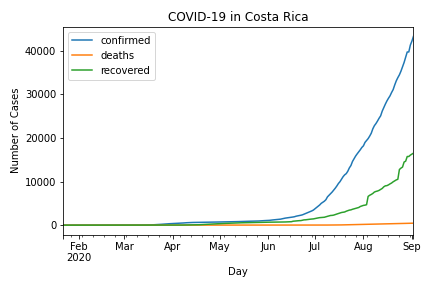 COVID-19 in Costa Rica
confirmed
deaths
recovered
Number of Cases
40000
30000
20000
10000
0
Feb Mar Apr May Jun Jul Aug Sep
2020
Day